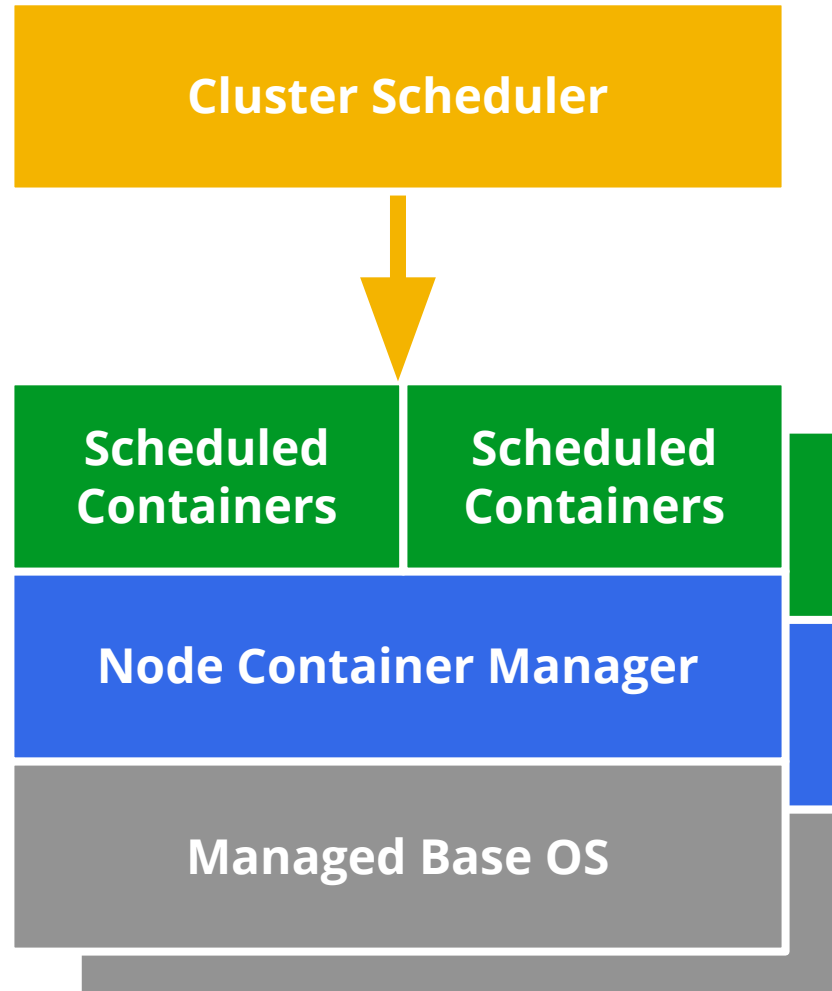 Cluster Scheduler
Scheduled
Containers
Scheduled
Containers
Node Container Manager
Managed Base OS